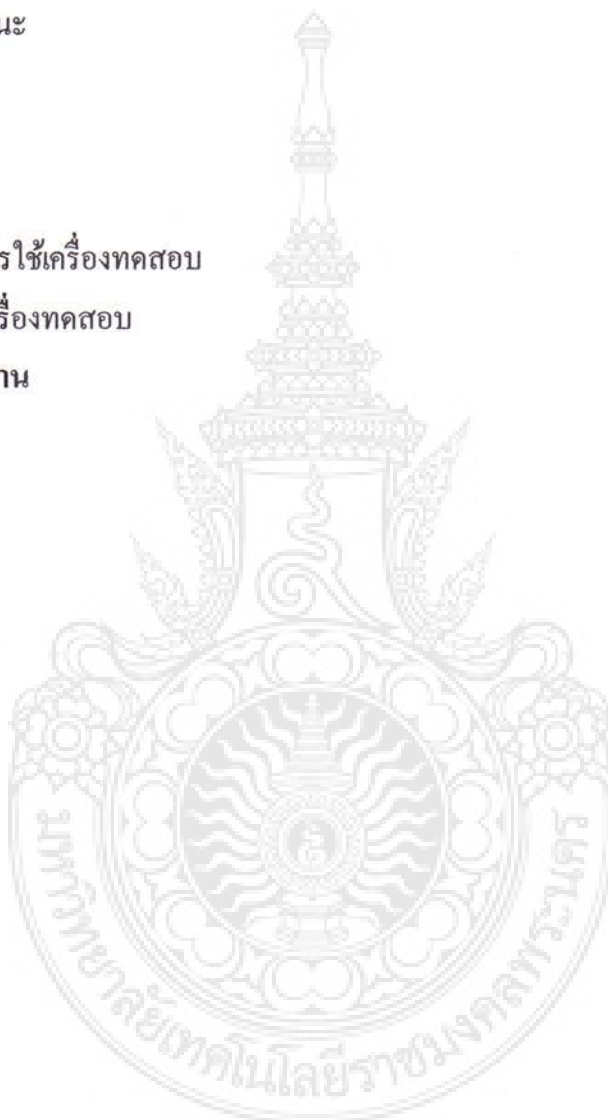 นะ
รใช้เครื่องทดสอบ
รื่องทดสอบ
าน
มหาวิทยาลัยเทคโนโลยีราชมงคลพระนคร